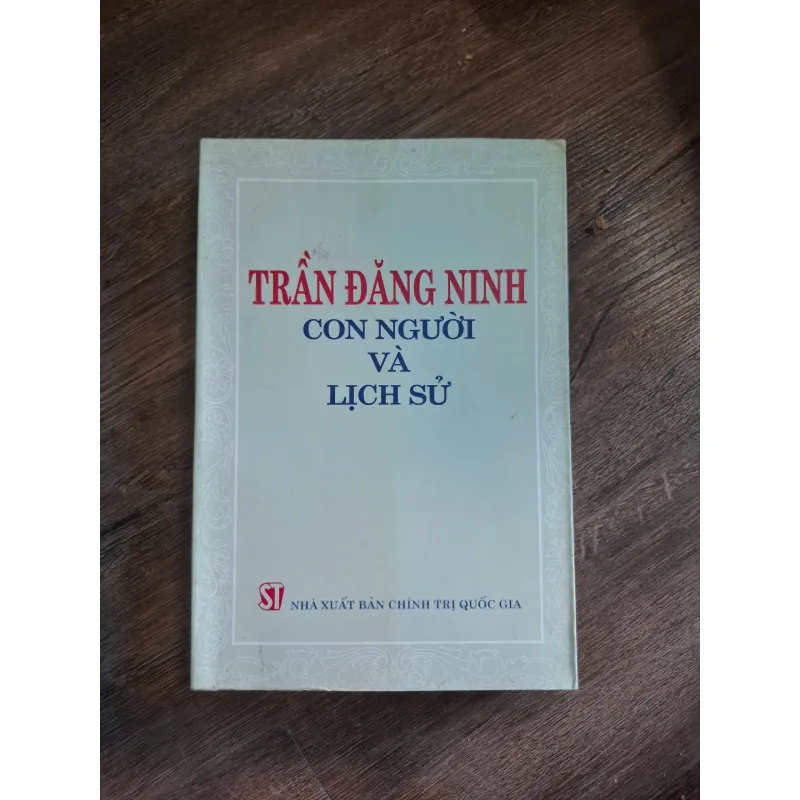 TRẦN ĐĂNG NINH
CON NGƯỜI
VÀ
LỊCH SỬ
ST NHÀ XUẤT BẢN CHÍNH TRỊ QUỐC GIA